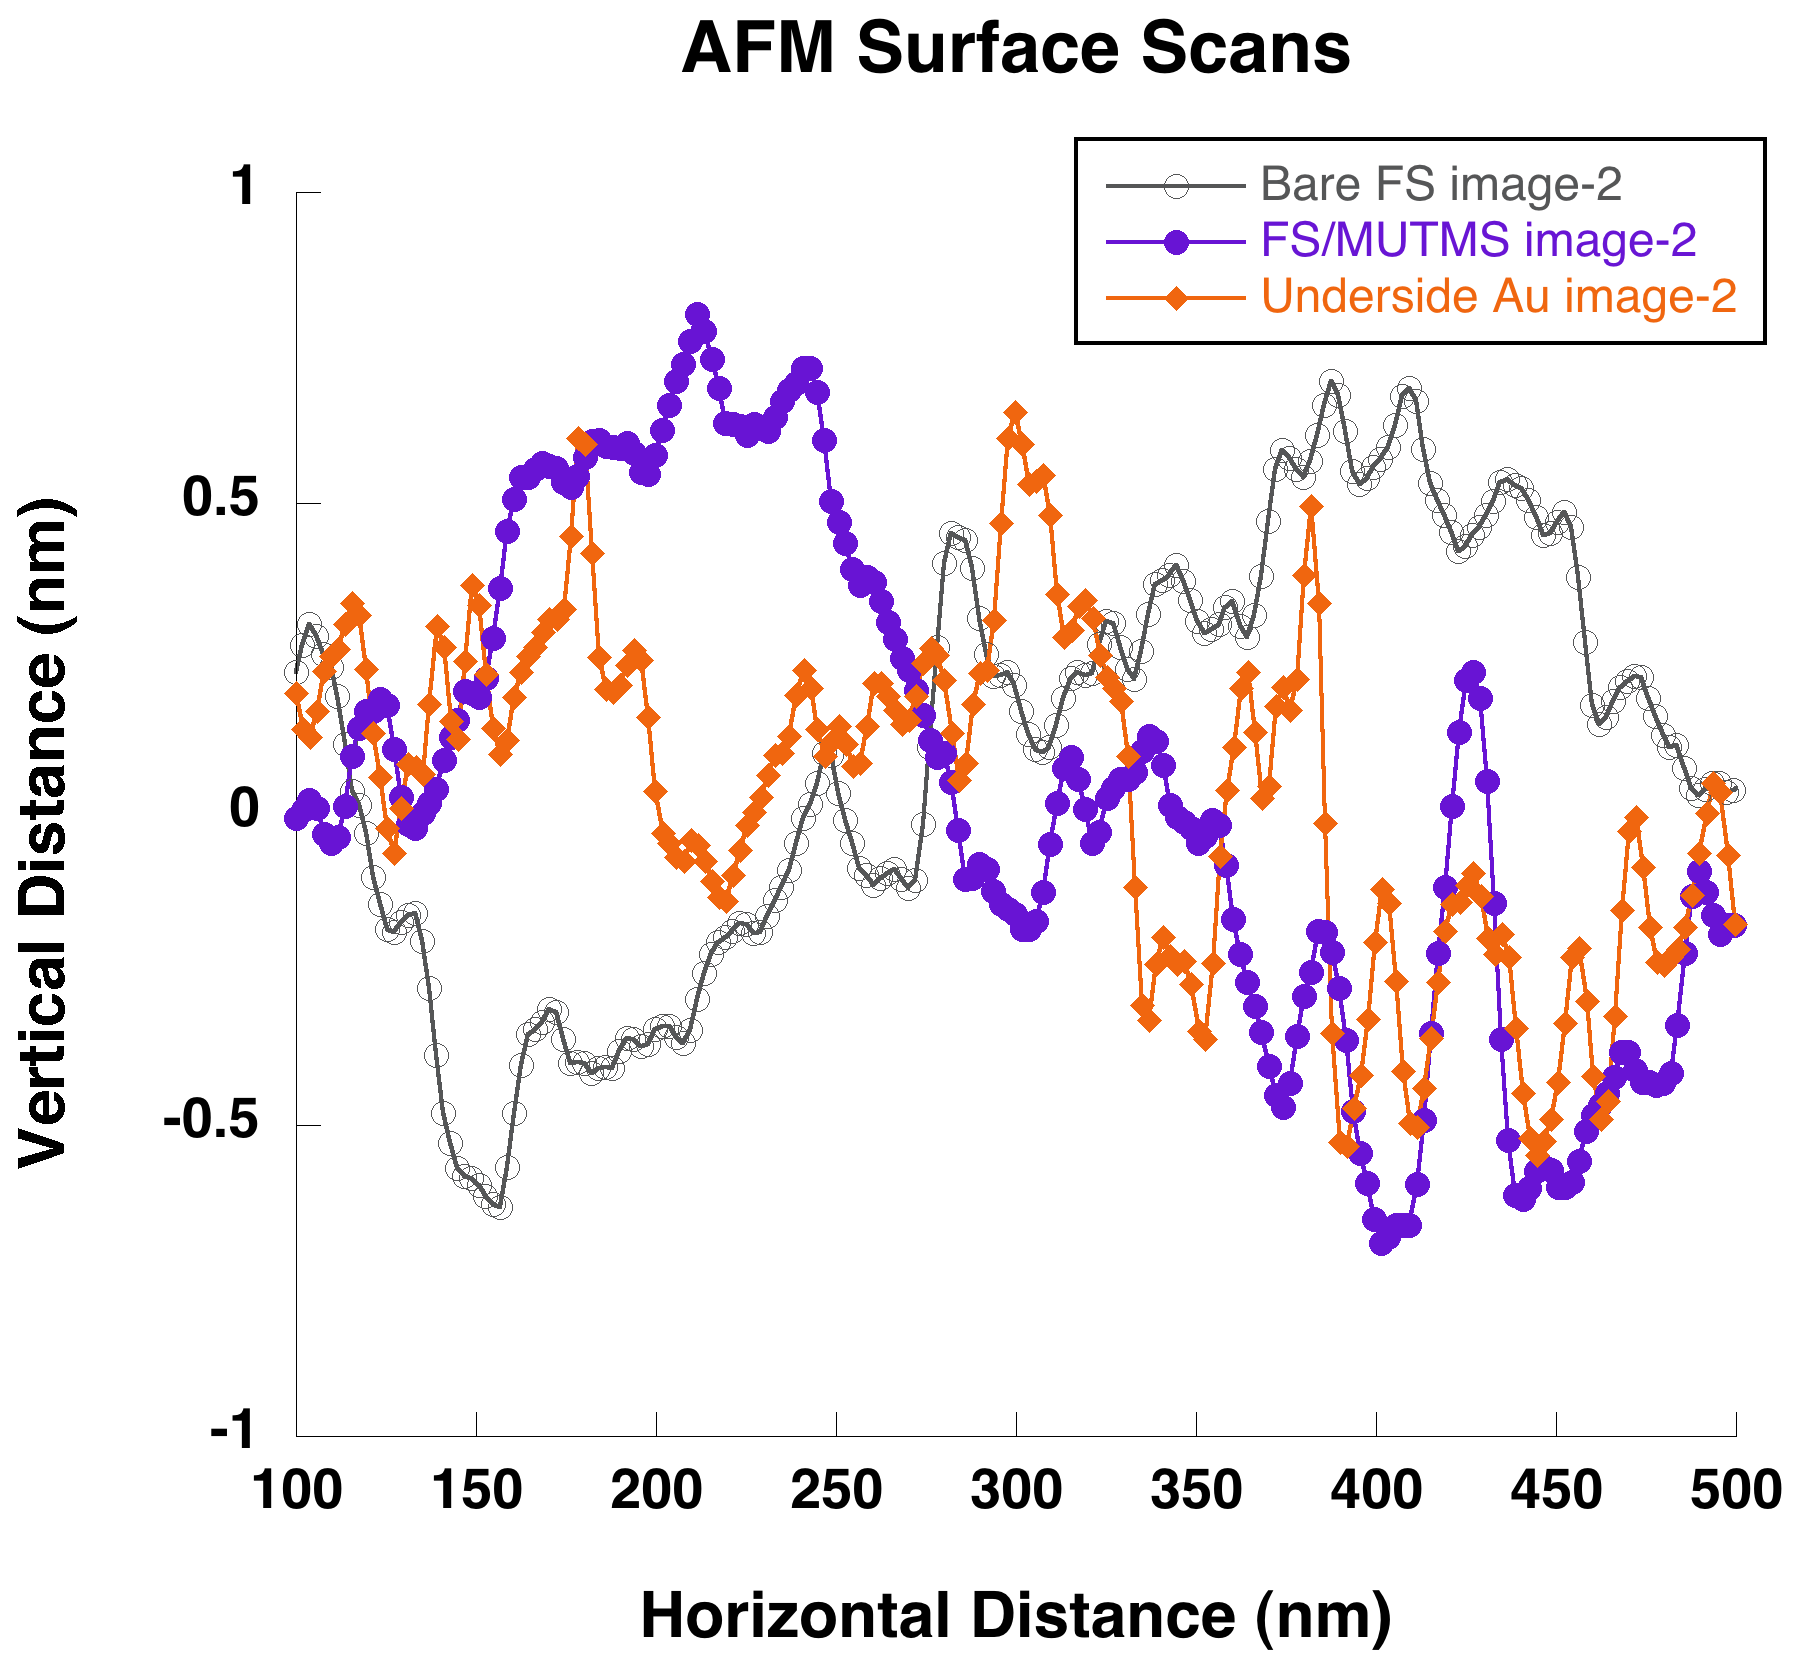 AFM Surface Scans
Bare FS image-2
FS/MUTMS image-2
Underside Au image-2
Vertical Distance (nm)
1
0.5
0
-0.5
-1
100 150 200 250 300 350 400 450 500
Horizontal Distance (nm)